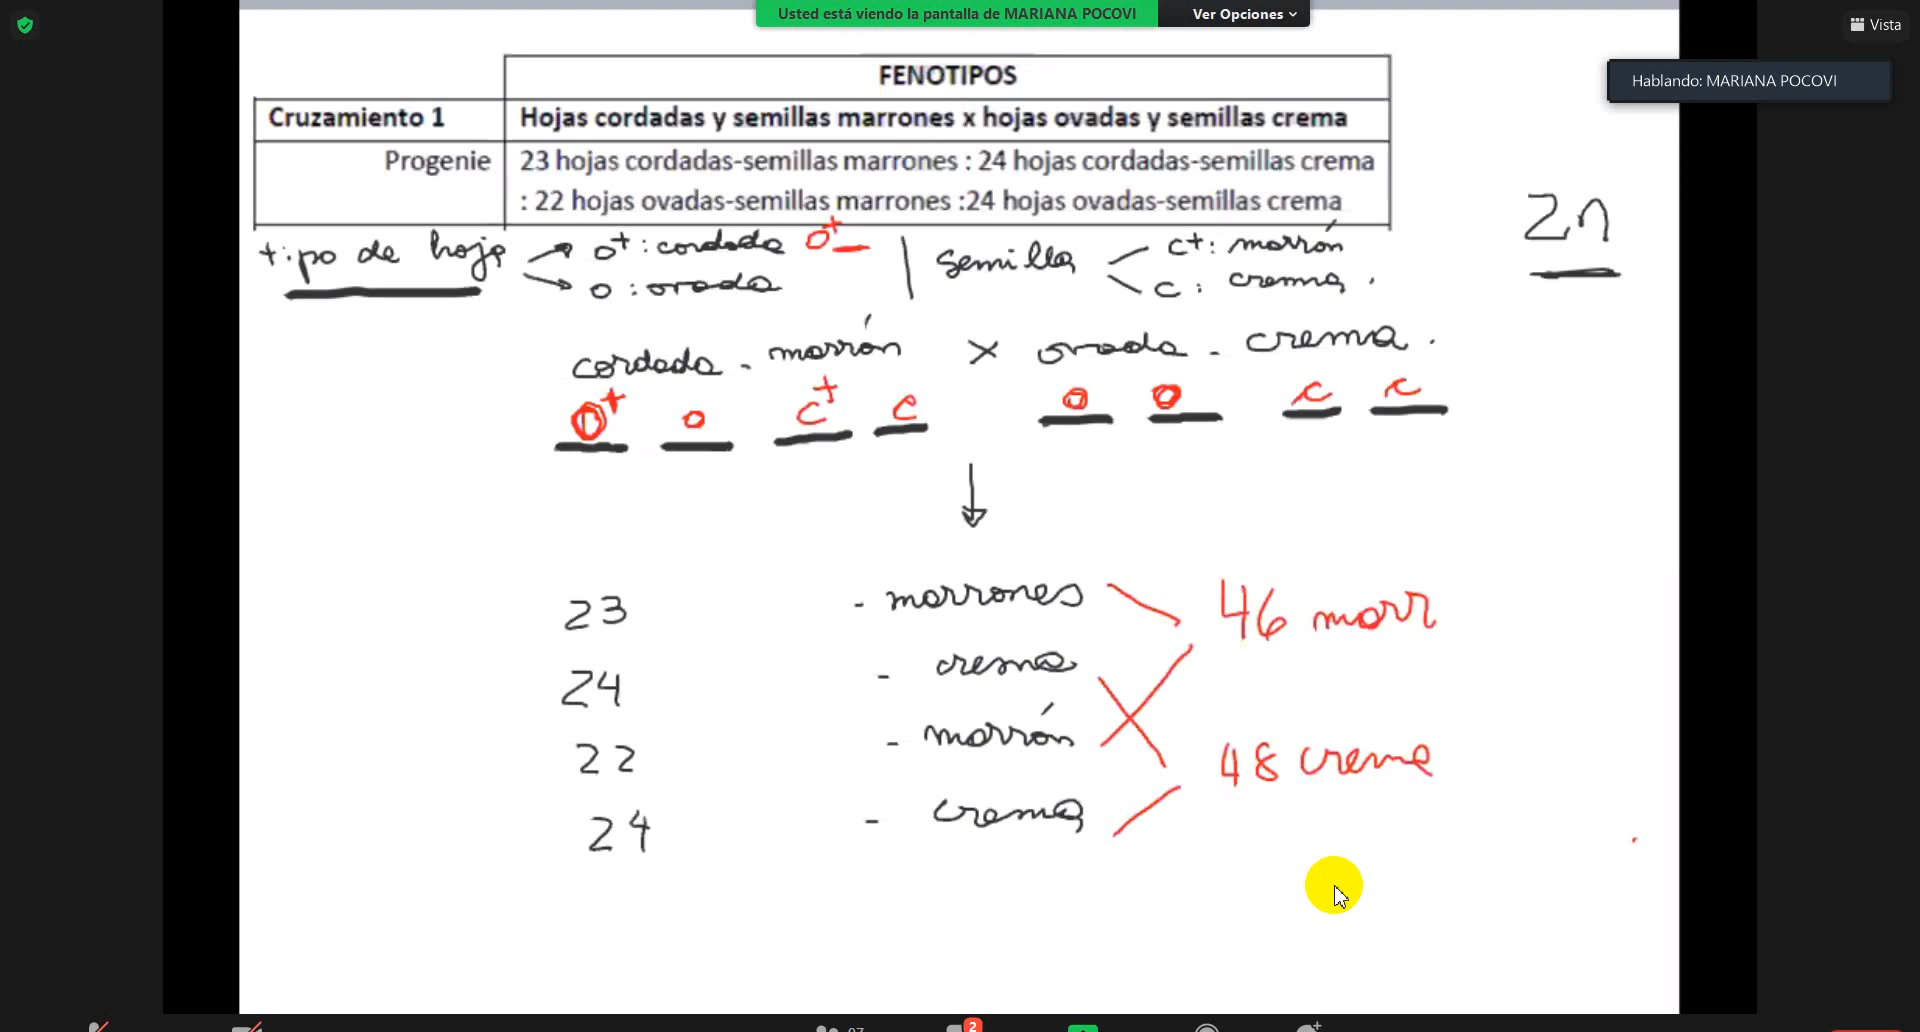 Usted está viendo la pantalla de MARIANA POCOVI Ver Opciones
Vista
Hablando: MARIANA POCOVI
FENOTIPOS
Cruzamiento 1 Hojas cordadas y semillas marrones x hojas ovadas y semillas crema
Progenie 23 hojas cordadas-semillas marrones : 24 hojas cordadas-semillas crema
: 22 hojas ovadas-semillas marrones :24 hojas ovadas-semillas crema
2n
tipo de hoja o+ : cordada o+_ | semilla c+: marrón
o : ovada c : crema.
cordada - marrón x ovada - crema.
o+ o c+ c o o c c
23 - marrones 46 marr
24 - crema
22 - marrón 48 crema
24 - crema
2